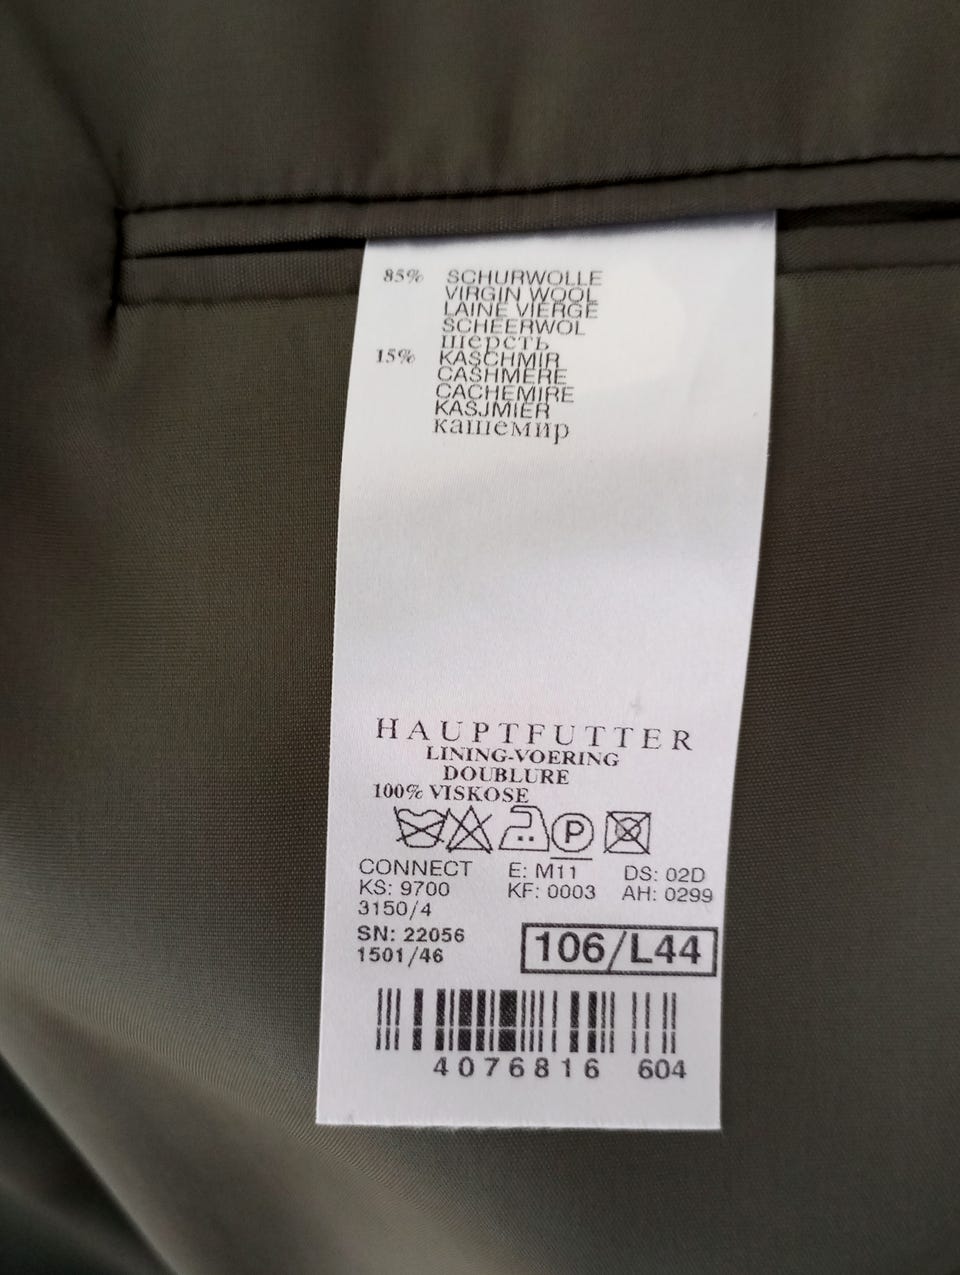 85% SCHURWOLLE
VIRGIN WOOL
LAINE VIERGE
SCHEERWOL
шерсть
15% KASCHMIR
CASHMERE
CACHEMIRE
KASJMIER
кашемир
HAUPTFUTTER
LINING-VOERING
DOUBLURE
100% VISKOSE
P
CONNECT E: M11 DS: 02D
KS: 9700 KF: 0003 AH: 0299
3150/4
SN: 22056
1501/46 106/L44
4076816 604